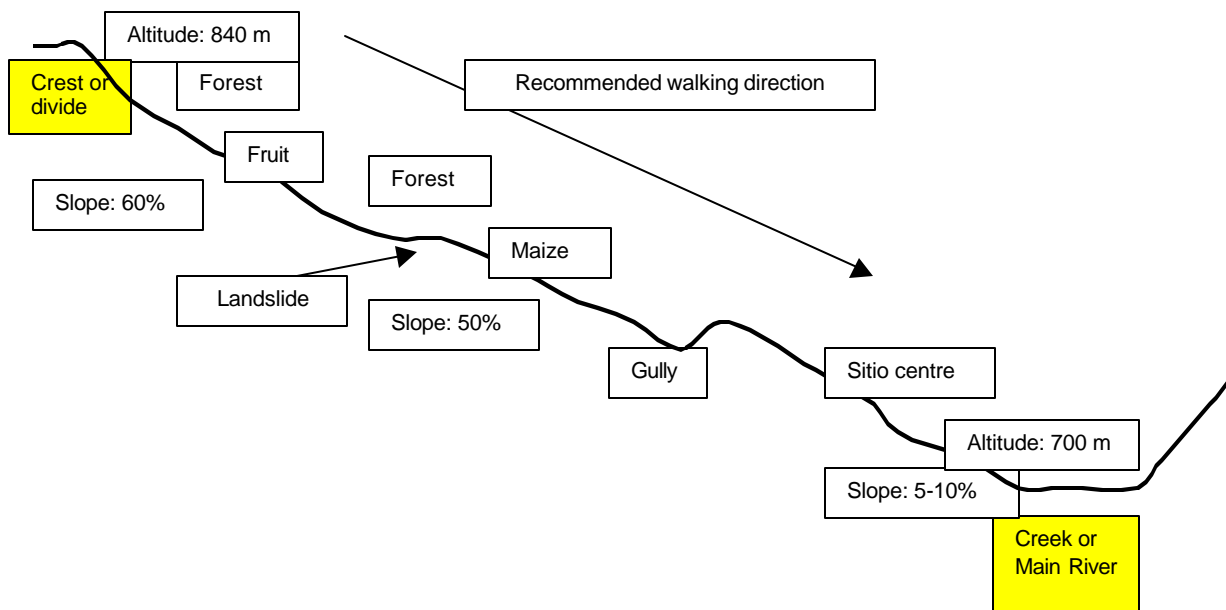 Altitude: 840 m
Crest or
divide
Forest
Recommended walking direction
Fruit
Forest
Slope: 60%
Maize
Landslide
Slope: 50%
Gully
Sitio centre
Altitude: 700 m
Slope: 5-10%
Creek or
Main River